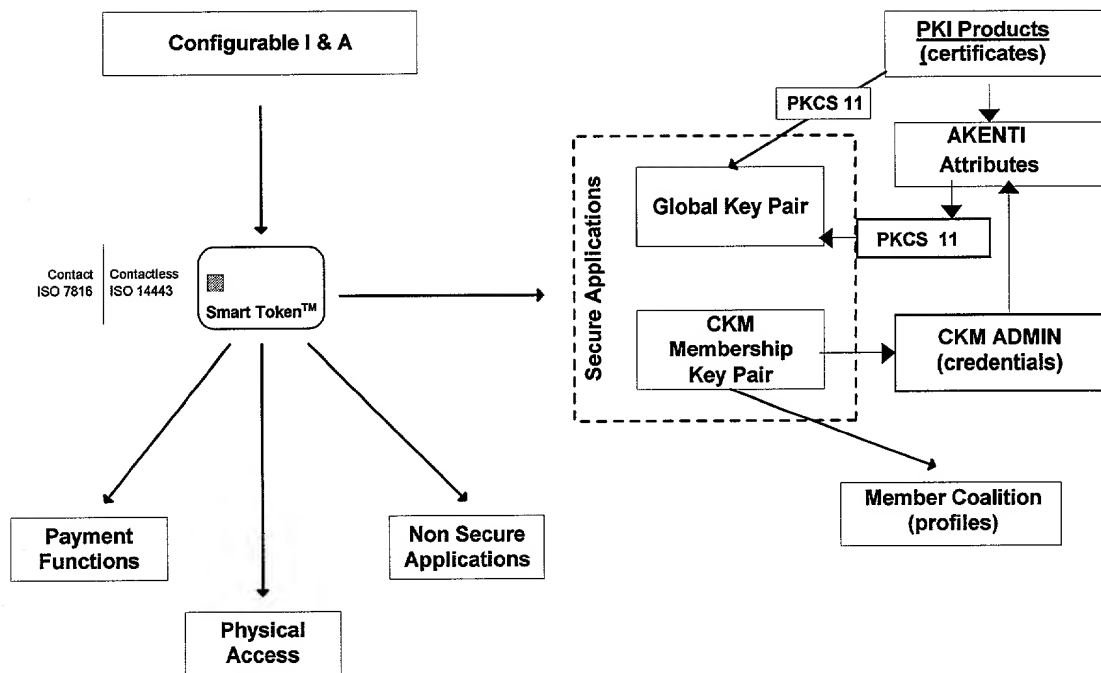 Configurable I & A
PKI Products
(certificates)
PKCS 11
AKENTI
Attributes
Secure Applications
Global Key Pair
PKCS 11
Contact
ISO 7816
Contactless
ISO 14443
Smart Token™
CKM
Membership
Key Pair
CKM ADMIN
(credentials)
Member Coalition
(profiles)
Payment
Functions
Non Secure
Applications
Physical
Access